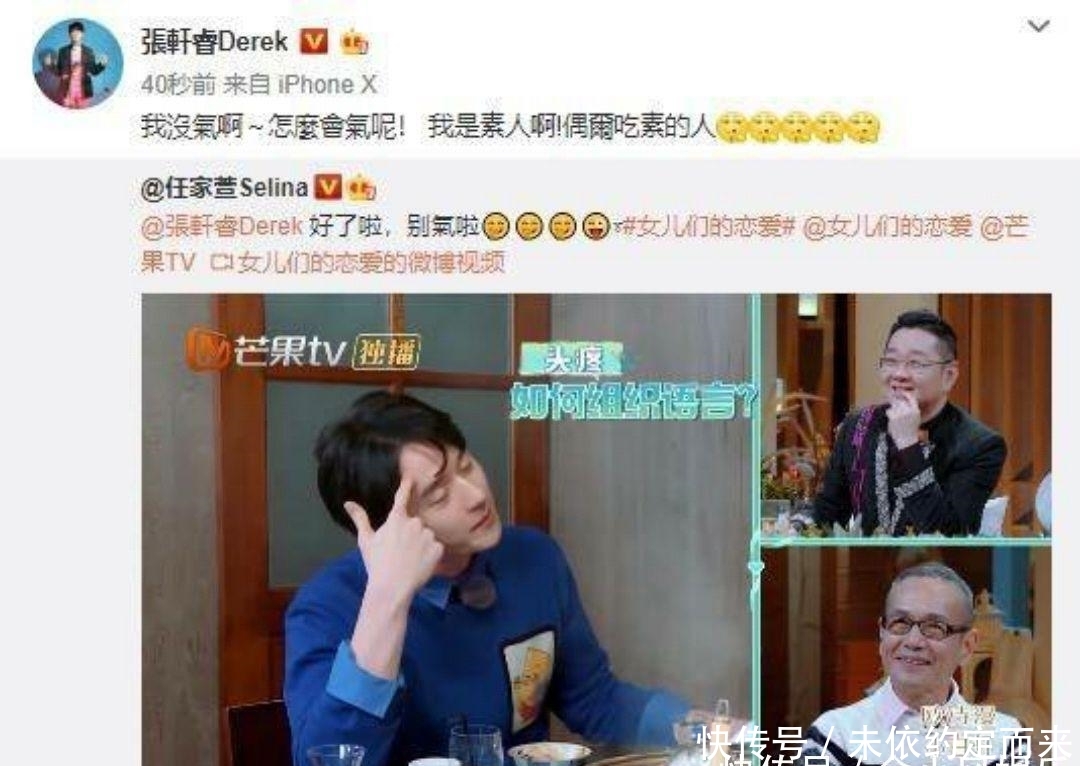 張軒睿Derek
40秒前 来自 iPhone X
我沒氣啊～怎麼會氣呢! 我是素人啊!偶爾吃素的人
@任家萱Selina
@張軒睿Derek 好了啦，别氣啦 #女儿们的恋爱# @女儿们的恋爱 @芒
果TV 女儿们的恋爱的微博视频
芒果tv 独播
头疼
如何组织语言?
快传号 / 未依约定而来